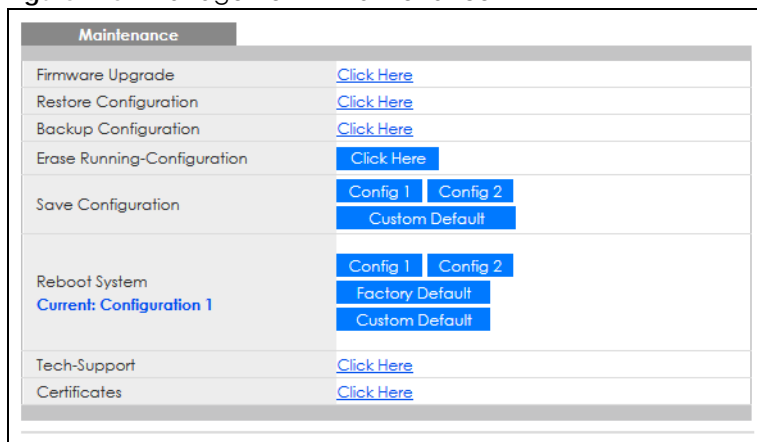 Maintenance
Firmware Upgrade Click Here
Restore Configuration Click Here
Backup Configuration Click Here
Erase Running-Configuration Click Here
Save Configuration
Config 1 Config 2
Custom Default
Reboot System
Current: Configuration 1
Config 1 Config 2
Factory Default
Custom Default
Tech-Support Click Here
Certificates Click Here